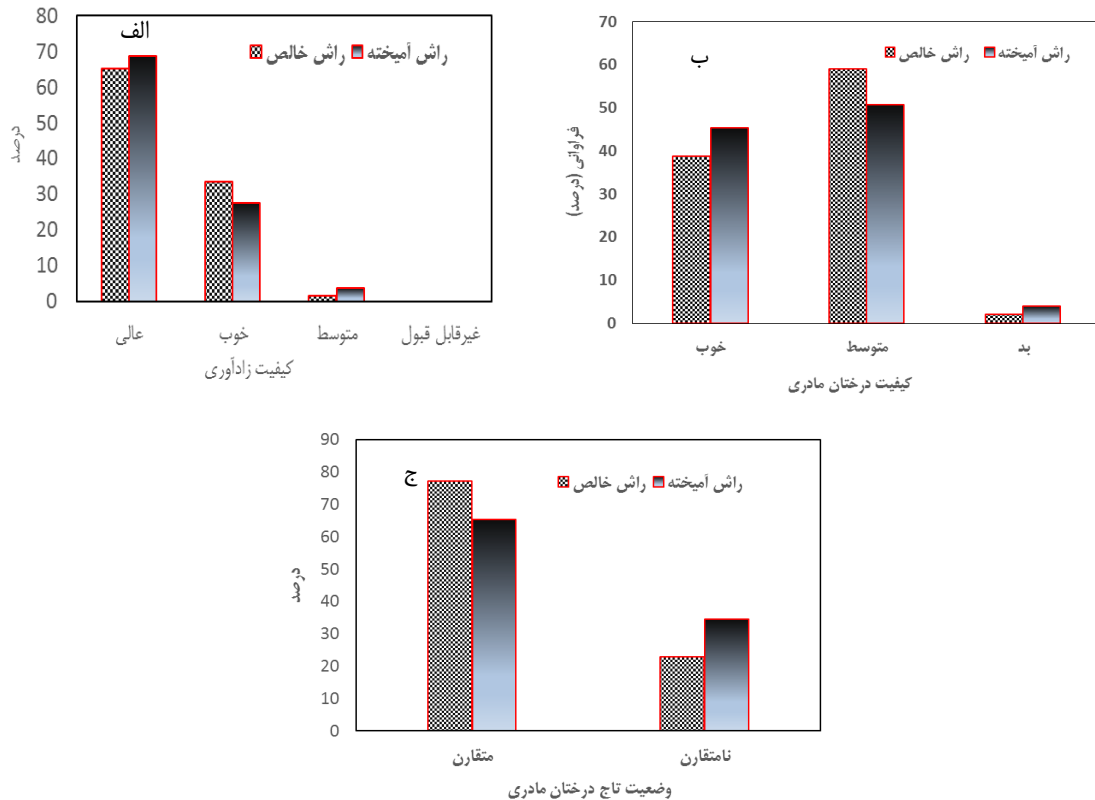 الف
راش خالص راش آمیخته
درصد
80
70
60
50
40
30
20
10
0
عالی خوب متوسط غیرقابل قبول
کیفیت زادآوری
ب
راش خالص راش آمیخته
فراوانی (درصد)
70
60
50
40
30
20
10
0
خوب متوسط بد
کیفیت درختان مادری
ج
راش خالص راش آمیخته
درصد
90
80
70
60
50
40
30
20
10
0
متقارن نامتقارن
وضعیت تاج درختان مادری